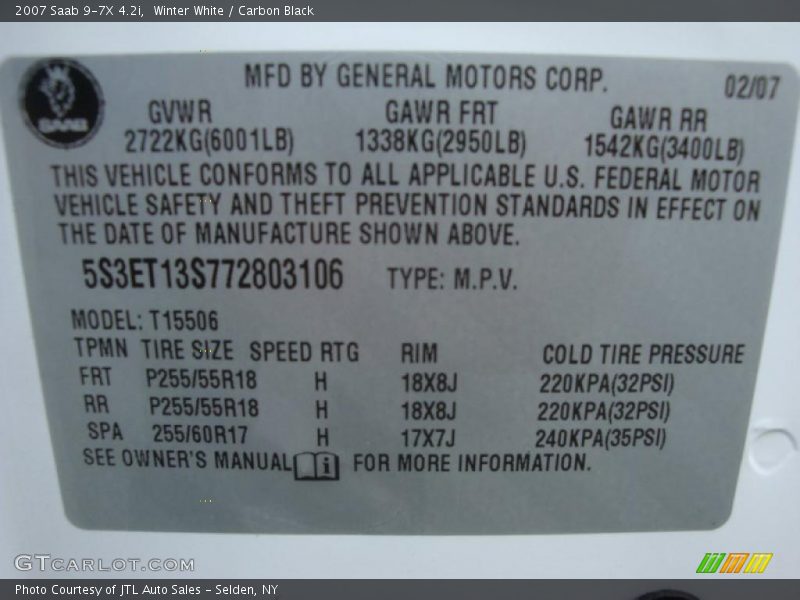 2007 Saab 9-7X 4.2i,  Winter White / Carbon Black
MFD BY GENERAL MOTORS CORP.
02/07
SAAB
GVWR GAWR FRT GAWR RR
2722KG(6001LB) 1338KG(2950LB) 1542KG(3400LB)
THIS VEHICLE CONFORMS TO ALL APPLICABLE U.S. FEDERAL MOTOR
VEHICLE SAFETY AND THEFT PREVENTION STANDARDS IN EFFECT ON
THE DATE OF MANUFACTURE SHOWN ABOVE.
5S3ET13S772803106 TYPE: M.P.V.
MODEL: T15506
TPMN TIRE SIZE SPEED RTG RIM COLD TIRE PRESSURE
FRT P255/55R18 H 18X8J 220KPA(32PSI)
RR P255/55R18 H 18X8J 220KPA(32PSI)
SPA 255/60R17 H 17X7J 240KPA(35PSI)
SEE OWNER'S MANUAL i FOR MORE INFORMATION.
GTCARLOT.COM
Photo Courtesy of JTL Auto Sales - Selden, NY